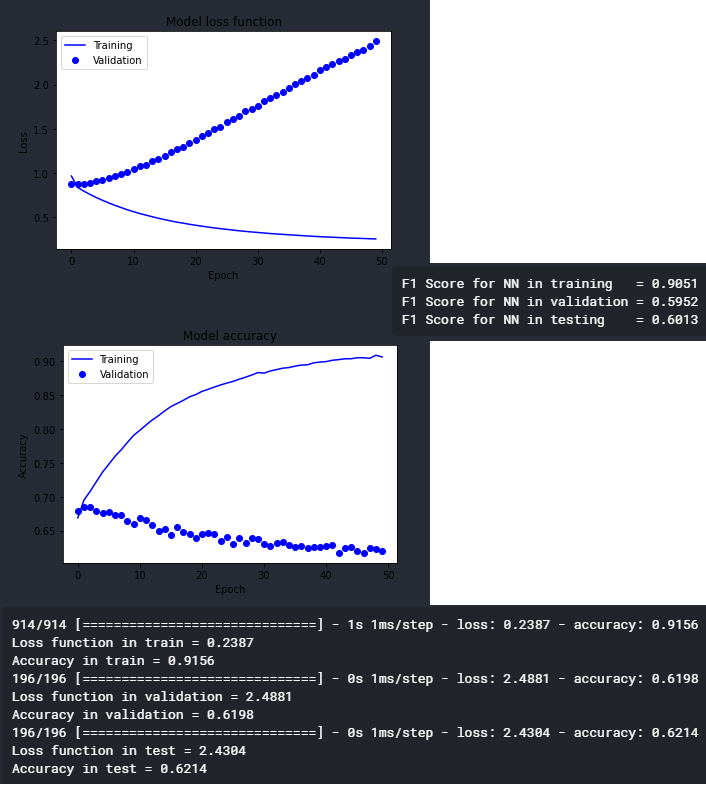 Model loss function
2.5
2.0
1.5
1.0
0.5
Loss
Training
Validation
0 10 20 30 40 50
Epoch
F1 Score for NN in training   = 0.9051
F1 Score for NN in validation = 0.5952
F1 Score for NN in testing    = 0.6013
Model accuracy
0.90
0.85
0.80
0.75
0.70
0.65
Accuracy
Training
Validation
0 10 20 30 40 50
Epoch
914/914 [==============================] - 1s 1ms/step - loss: 0.2387 - accuracy: 0.9156
Loss function in train = 0.2387
Accuracy in train = 0.9156
196/196 [==============================] - 0s 1ms/step - loss: 2.4881 - accuracy: 0.6198
Loss function in validation = 2.4881
Accuracy in validation = 0.6198
196/196 [==============================] - 0s 1ms/step - loss: 2.4304 - accuracy: 0.6214
Loss function in test = 2.4304
Accuracy in test = 0.6214